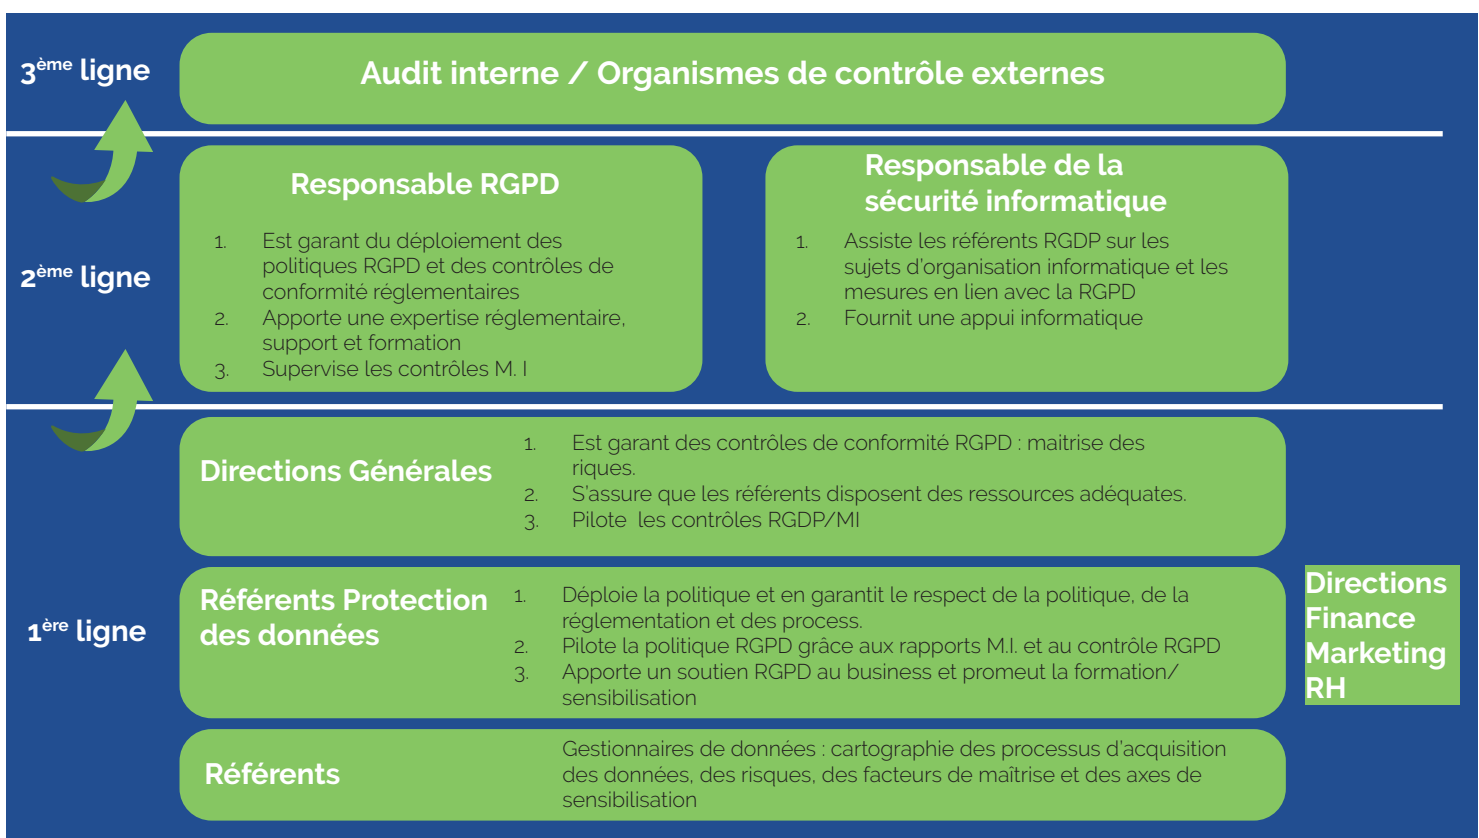 3ème ligne
Audit interne / Organismes de contrôle externes
2ème ligne
Responsable RGPD
1. Est garant du déploiement des
politiques RGPD et des contrôles de
conformité réglementaires
2. Apporte une expertise réglementaire,
support et formation
3. Supervise les contrôles M. I
Responsable de la
sécurité informatique
1. Assiste les référents RGDP sur les
sujets d'organisation informatique et les
mesures en lien avec la RGPD
2. Fournit une appui informatique
1ère ligne
Directions Générales
1. Est garant des contrôles de conformité RGPD : maitrise des
riques.
2. S'assure que les référents disposent des ressources adéquates.
3. Pilote les contrôles RGDP/MI
Référents Protection
des données
1. Déploie la politique et en garantit le respect de la politique, de la
réglementation et des process.
2. Pilote la politique RGPD grâce aux rapports M.I. et au contrôle RGPD
3. Apporte un soutien RGPD au business et promeut la formation/
sensibilisation
Référents
Gestionnaires de données : cartographie des processus d'acquisition
des données, des risques, des facteurs de maîtrise et des axes de
sensibilisation
Directions
Finance
Marketing
RH